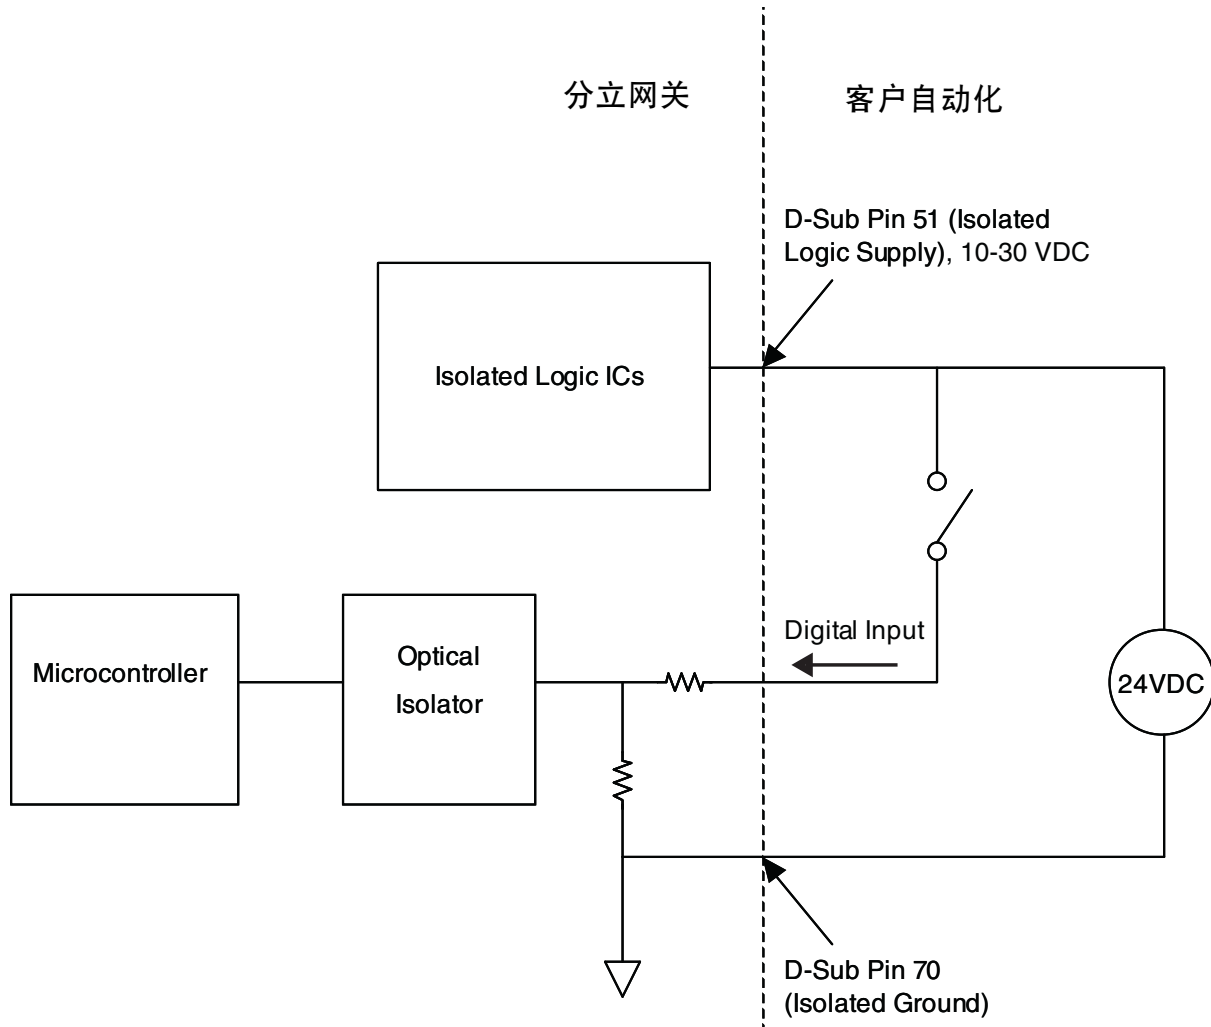 分立网关
客户自动化
D-Sub Pin 51 (Isolated
Logic Supply), 10-30 VDC
Isolated Logic ICs
Digital Input
Microcontroller
Optical
Isolator
24VDC
D-Sub Pin 70
(Isolated Ground)